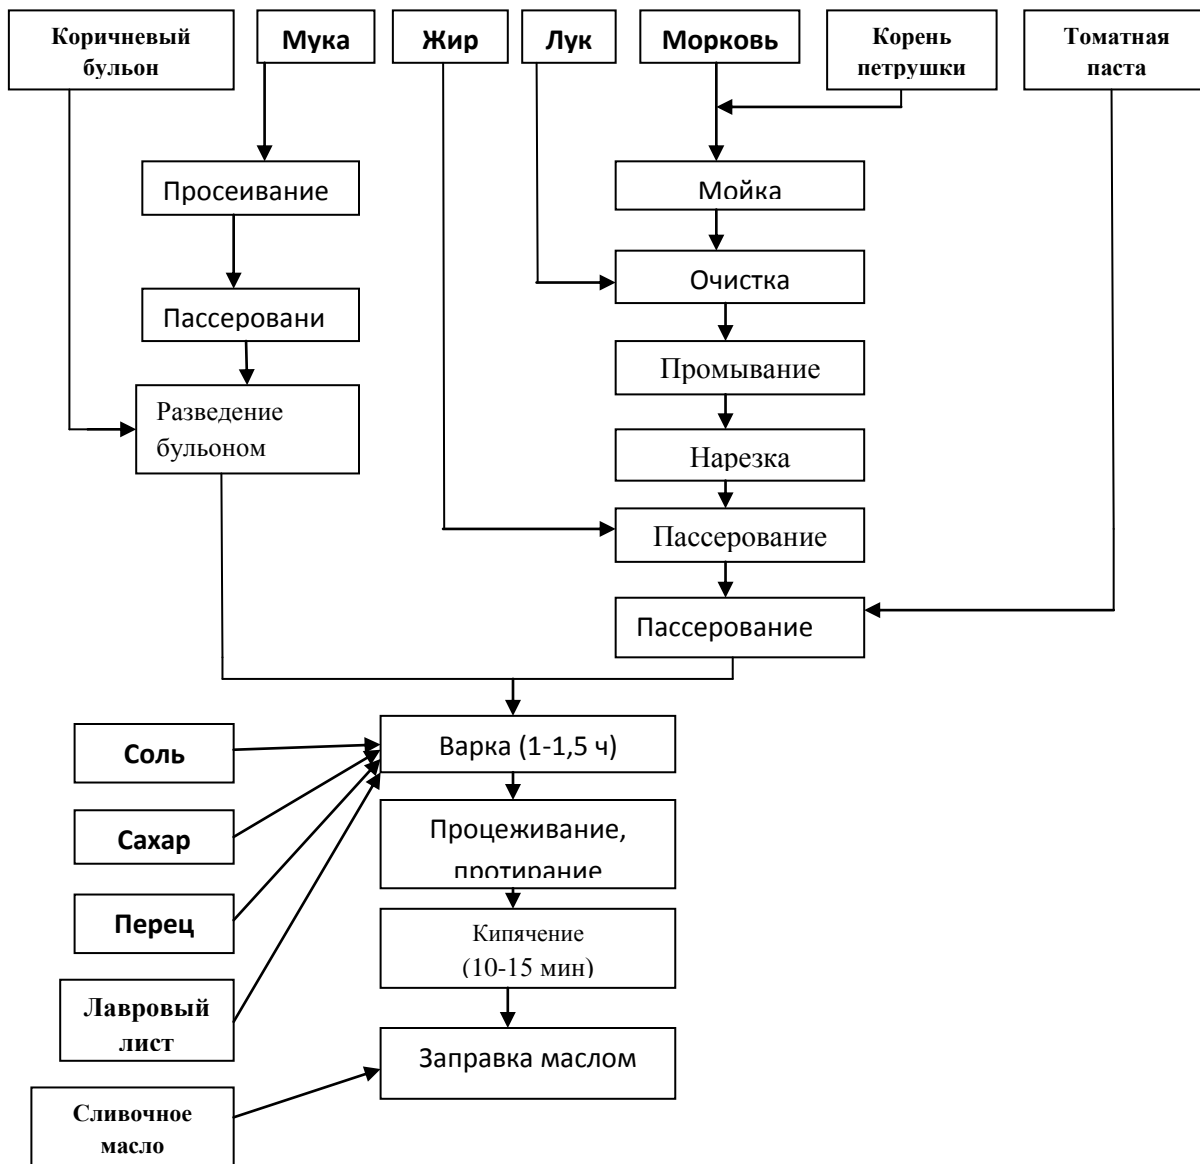 Коричневый
бульон
Мука
Жир
Лук
Морковь
Корень
петрушки
Томатная
паста
Просеивание
Мойка
Очистка
Пассеровани
Промывание
Разведение
бульоном
Нарезка
Пассерование
Пассерование
Соль
Варка (1-1,5 ч)
Сахар
Процеживание,
протирание
Перец
Кипячение
(10-15 мин)
Лавровый
лист
Заправка маслом
Сливочное
масло